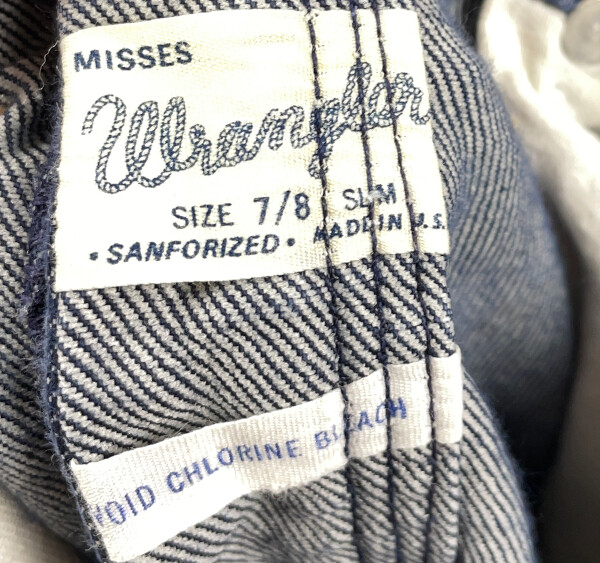 MISSES
Wrangler
SIZE 7/8 SLIM
• SANFORIZED • MADE IN U.S.
VOID CHLORINE BLEACH